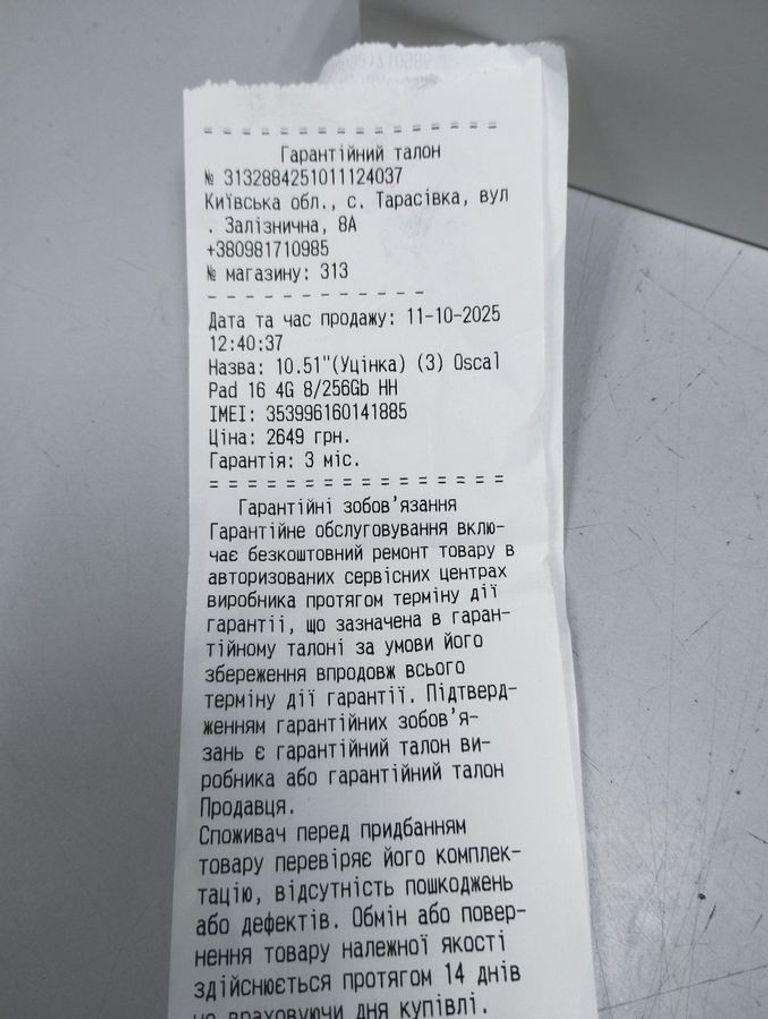 = = = = = = = = = = = = = = = = =
Гарантійний талон
№ 3132884251011124037
Київська обл., с. Тарасівка, вул
. Залізнична, 8А
+380981710985
№ магазину: 313
- - - - - - - - - - - - -
Дата та час продажу: 11-10-2025
12:40:37
Назва: 10.51"(Уцінка) (3) Oscal
Pad 16 4G 8/256Gb НН
IMEI: 353996160141885
Ціна: 2649 грн.
Гарантія: 3 міс.
= = = = = = = = = = = = = = = = =
Гарантійні зобов'язання
Гарантійне обслуговування вклю-
чає безкоштовний ремонт товару в
авторизованих сервісних центрах
виробника протягом терміну дії
гарантіі, що зазначена в гаран-
тійному талоні за умови його
збереження впродовж всього
терміну дії гарантії. Підтверд-
женням гарантійних зобов'я-
зань є гарантійний талон ви-
робника або гарантійний талон
Продавця.
Споживач перед придбанням
товару перевіряє його комплек-
тацію, відсутність пошкоджень
або дефектів. Обмін або повер-
нення товару належної якості
здійснюється протягом 14 днів
не враховуючи дня купівлі.